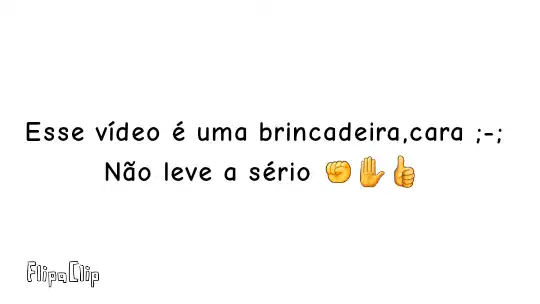 Esse vídeo é uma brincadeira,cara ;-;
Não leve a sério ✊✋👍
FlipaClip